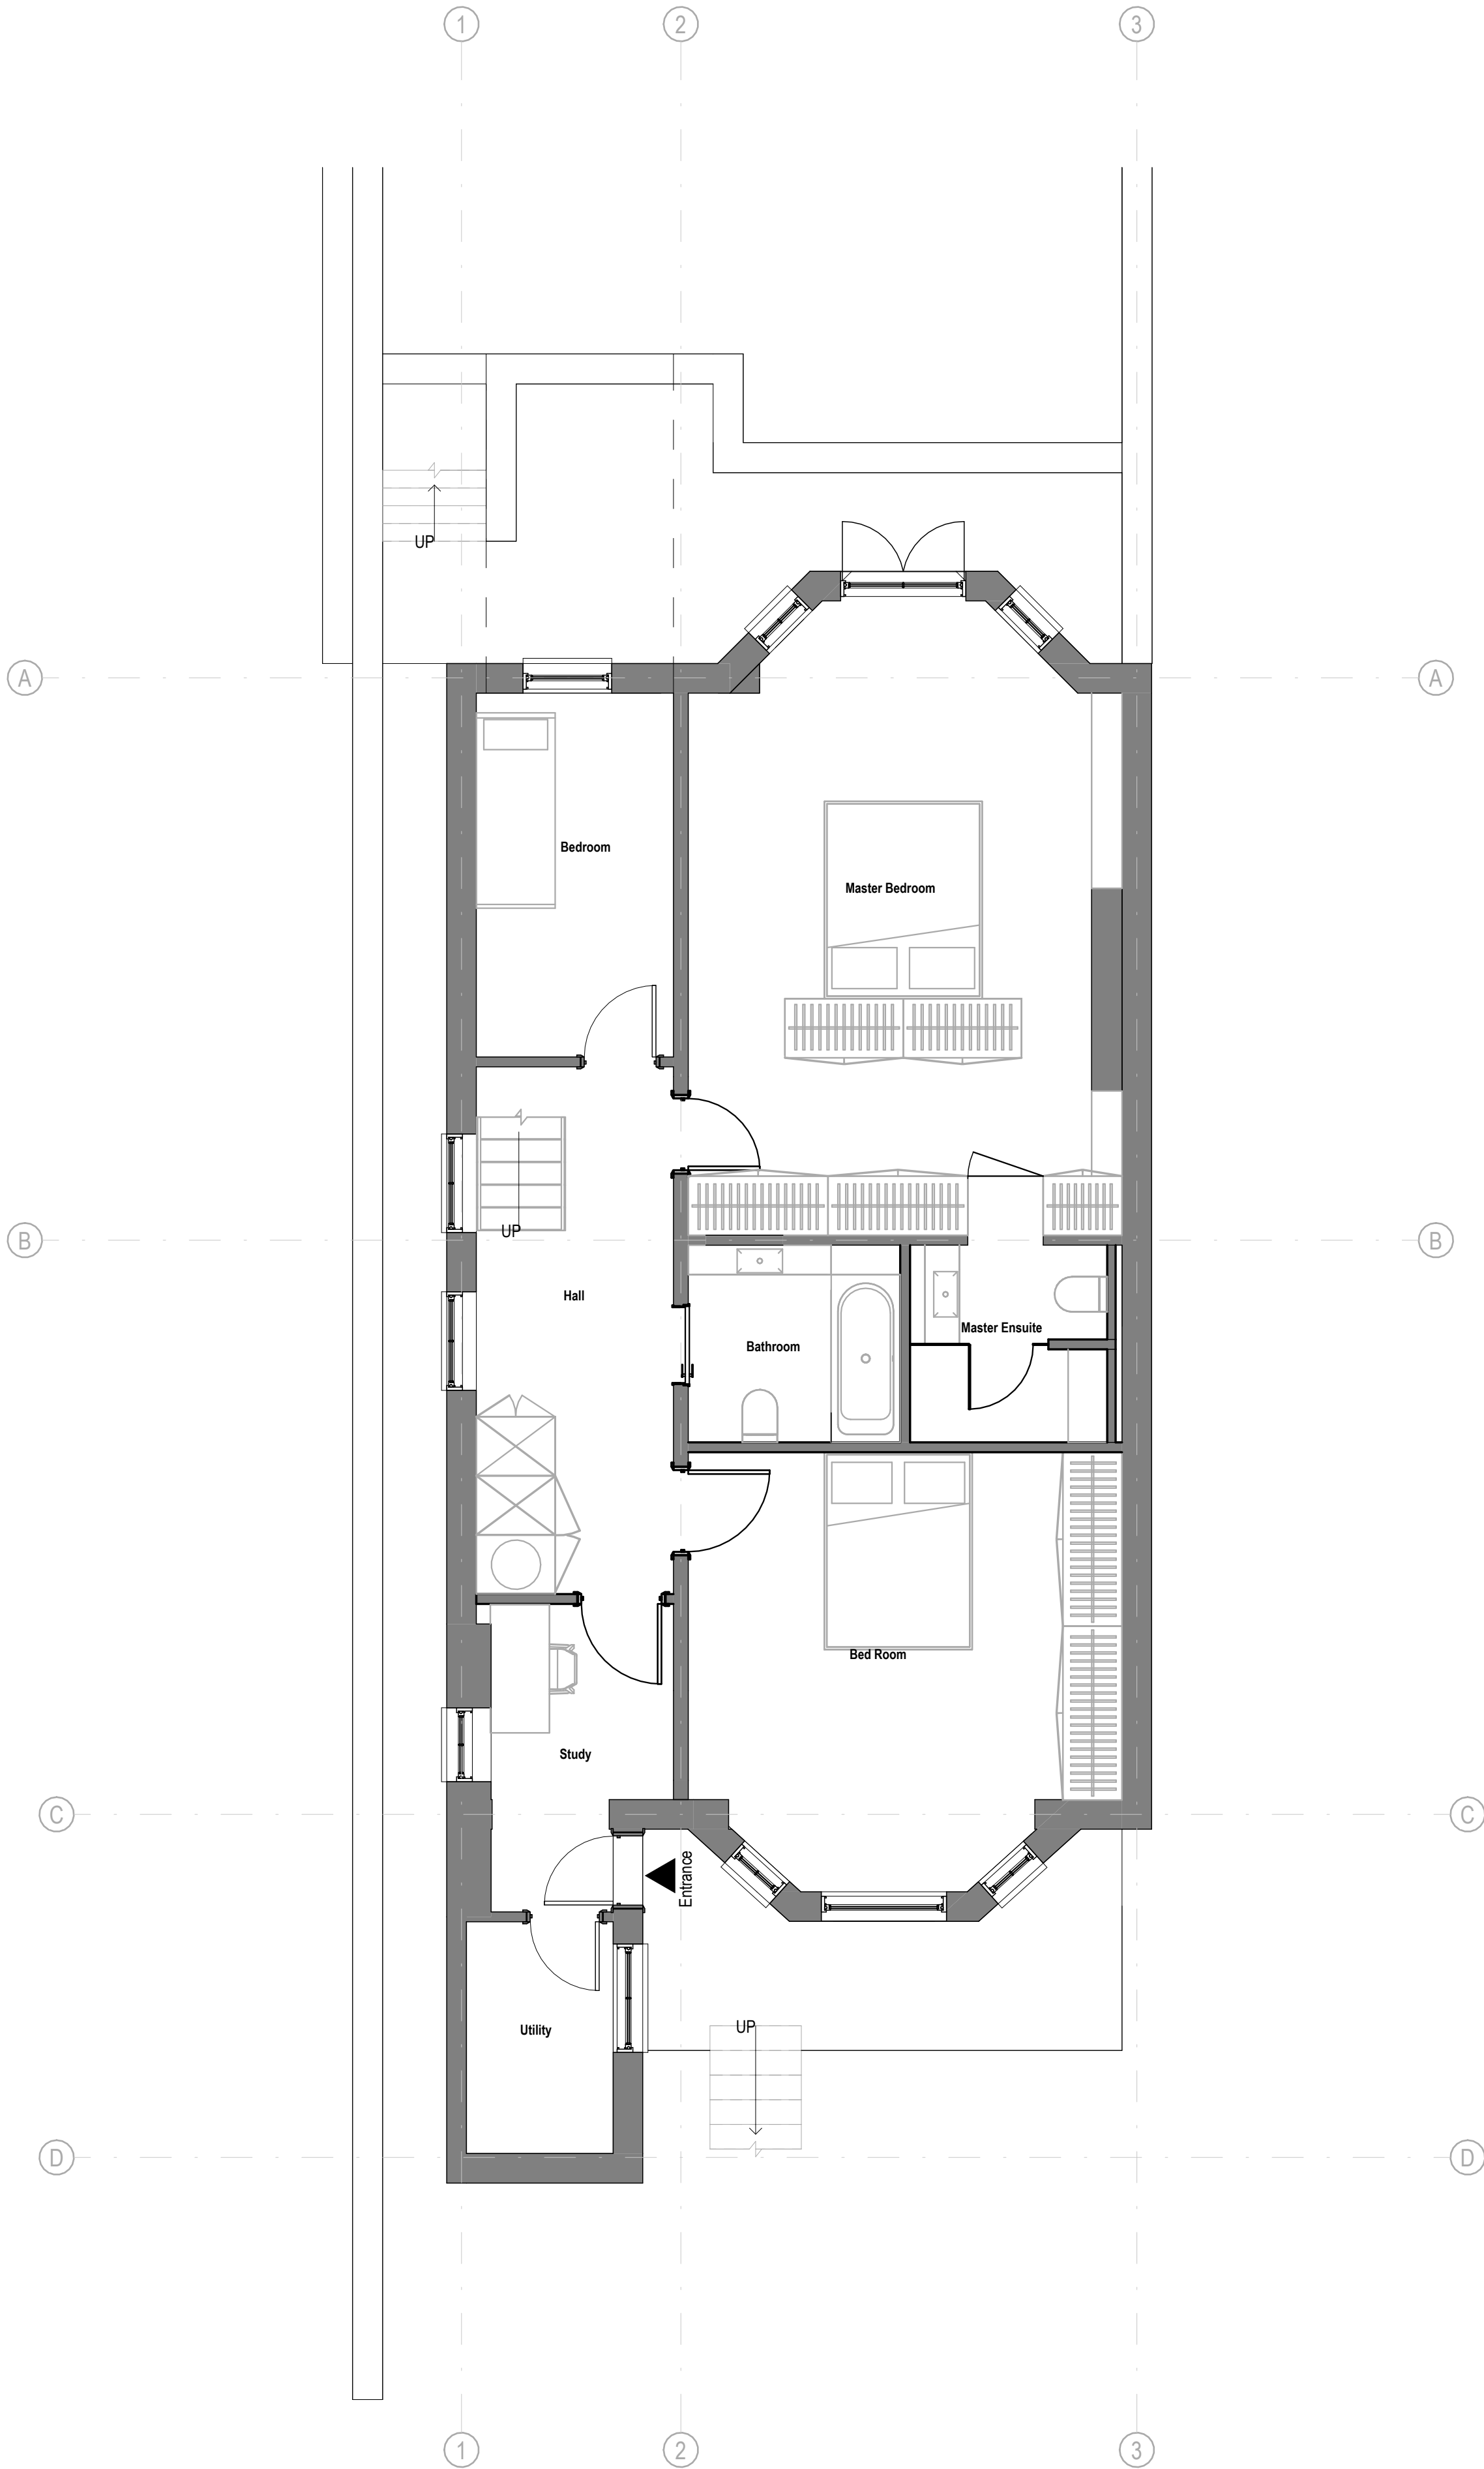 1
2
3
UP
A
A
Bedroom
Master Bedroom
UP
B
B
Hall
Master Ensuite
Bathroom
Bed Room
Study
C
C
Entrance
Utility
UP
D
D
1
2
3